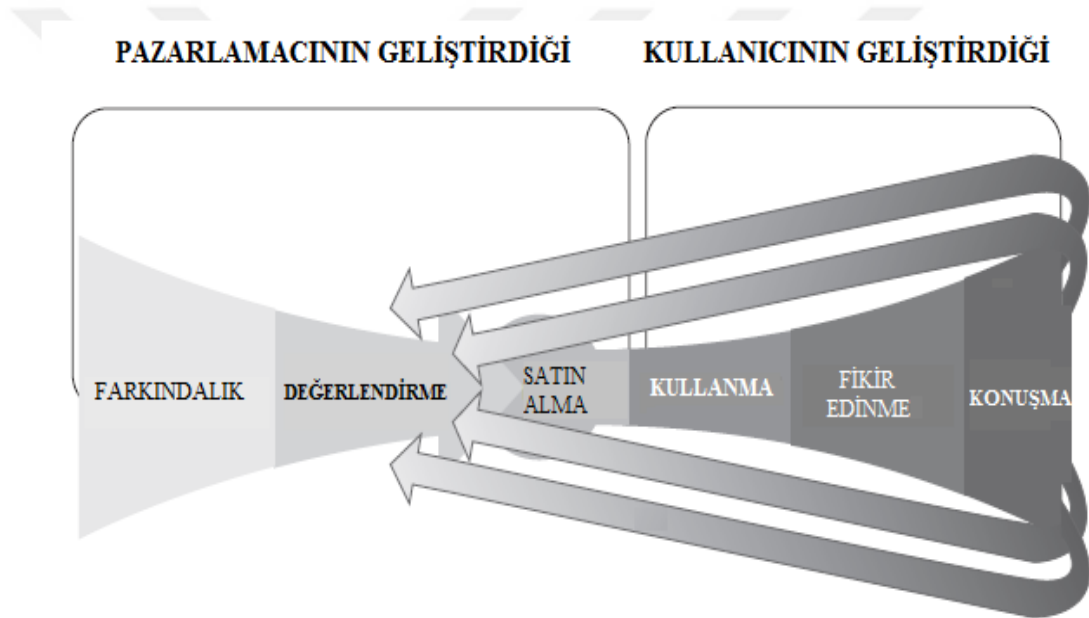 PAZARLAMACININ GELİŞTİRDİĞİ
KULLANICININ GELİŞTİRDİĞİ
FARKINDALIK
DEĞERLENDİRME
SATIN
ALMA
KULLANMA
FİKİR
EDİNME
KONUŞMA